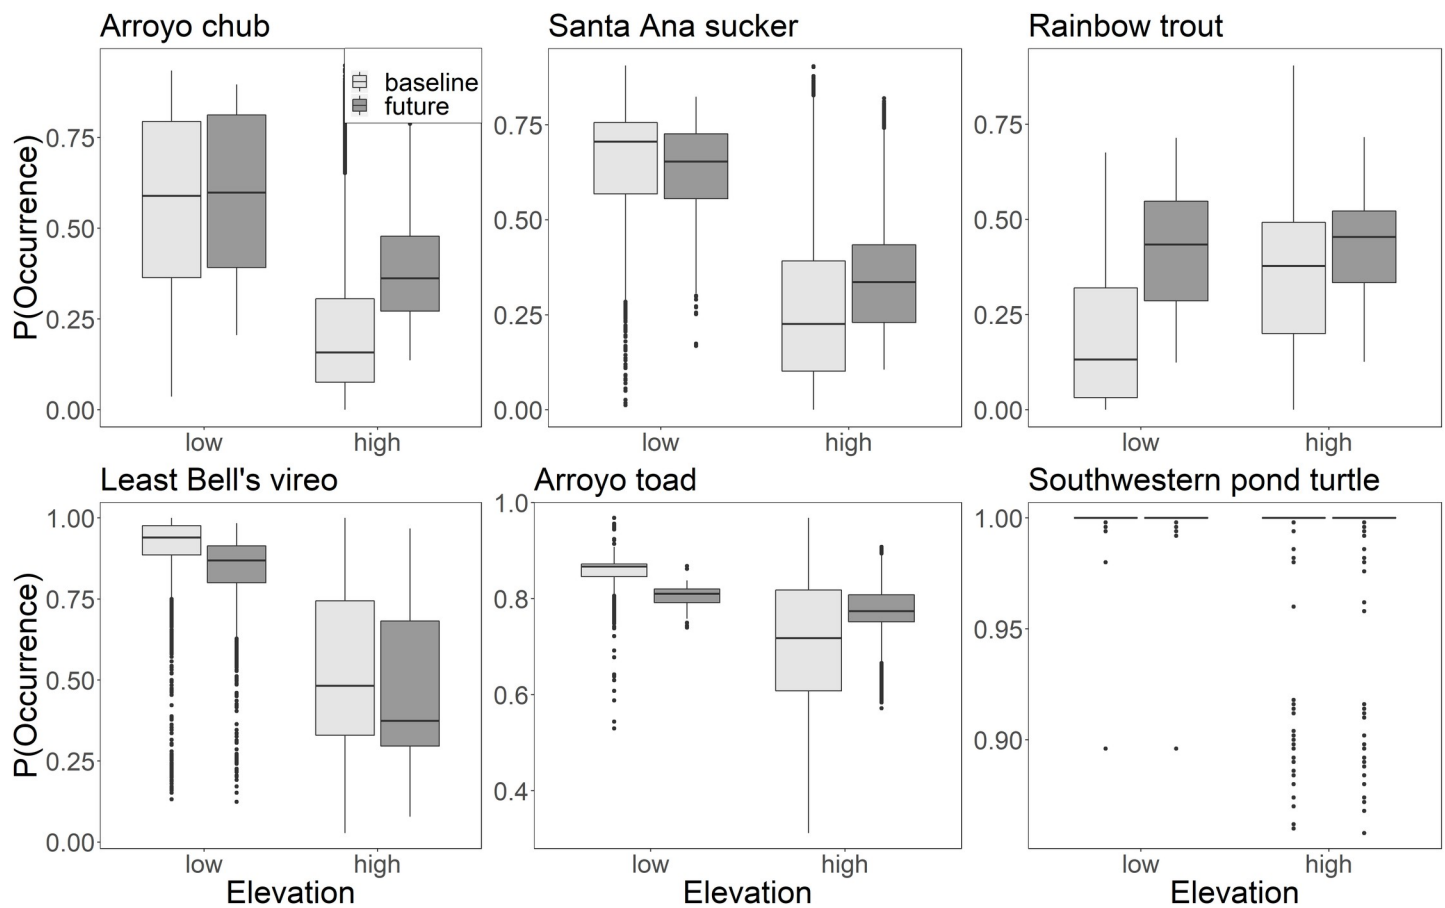 Arroyo chub
Santa Ana sucker
Rainbow trout
baseline
future
P(Occurrence)
0.75
0.50
0.25
0.00
low
high
0.75
0.50
0.25
0.00
low
high
0.75
0.50
0.25
0.00
low
high
Least Bell's vireo
Arroyo toad
Southwestern pond turtle
P(Occurrence)
1.00
0.75
0.50
0.25
0.00
low
high
Elevation
1.0
0.8
0.6
0.4
low
high
Elevation
1.00
0.95
0.90
low
high
Elevation